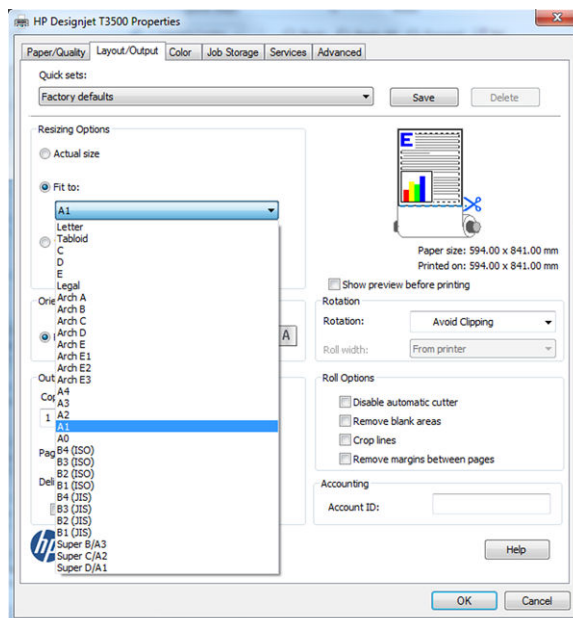 HP Designjet T3500 Properties
Paper/Quality Layout/Output Color Job Storage Services Advanced
Quick sets:
Factory defaults Save Delete
Resizing Options
Actual size
Fit to:
A1
Letter
Tabloid
C
D
E
Legal
Arch A
Arch B
Arch C
Arch D
Arch E
Arch E1
Arch E2
Arch E3
A4
A3
A2
A1
A0
B4 (ISO)
B3 (ISO)
B2 (ISO)
B1 (ISO)
B4 (JIS)
B3 (JIS)
B2 (JIS)
B1 (JIS)
Super B/A3
Super C/A2
Super D/A1
1
A
hp
E
Paper size: 594.00 x 841.00 mm
Printed on: 594.00 x 841.00 mm
Show preview before printing
Rotation
Rotation: Avoid Clipping
Roll width: From printer
Roll Options
Disable automatic cutter
Remove blank areas
Crop lines
Remove margins between pages
Accounting
Account ID:
Help
OK Cancel